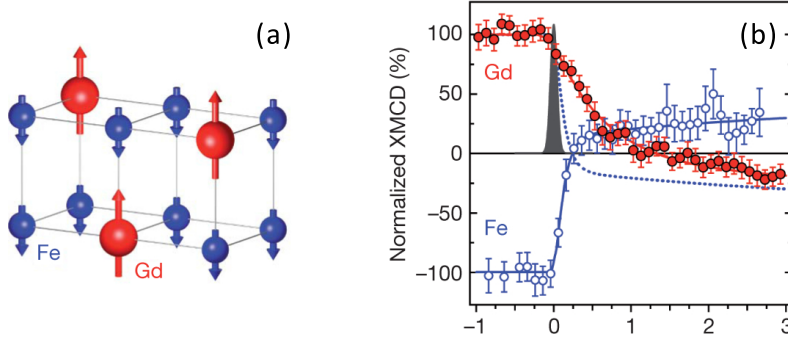 (a)
Fe
Gd
(b)
Normalized XMCD (%)
100
50
0
−50
−100
Gd
Fe
-1
0
1
2
3